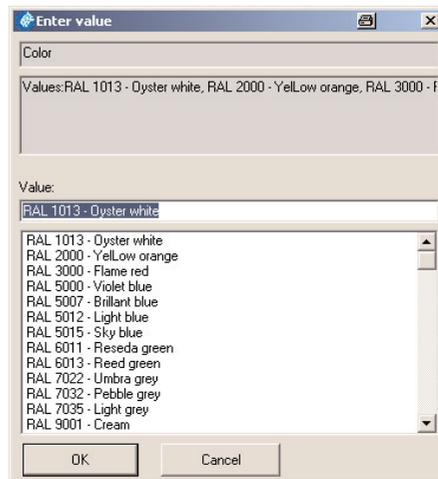 Enter value
Color
Values:RAL 1013 - Oyster white, RAL 2000 - YelLow orange, RAL 3000 - F
Value:
RAL 1013 - Oyster white
RAL 1013 - Oyster white
RAL 2000 - YelLow orange
RAL 3000 - Flame red
RAL 5000 - Violet blue
RAL 5007 - Brillant blue
RAL 5012 - Light blue
RAL 5015 - Sky blue
RAL 6011 - Reseda green
RAL 6013 - Reed green
RAL 7022 - Umbra grey
RAL 7032 - Pebble grey
RAL 7035 - Light grey
RAL 9001 - Cream
OK Cancel